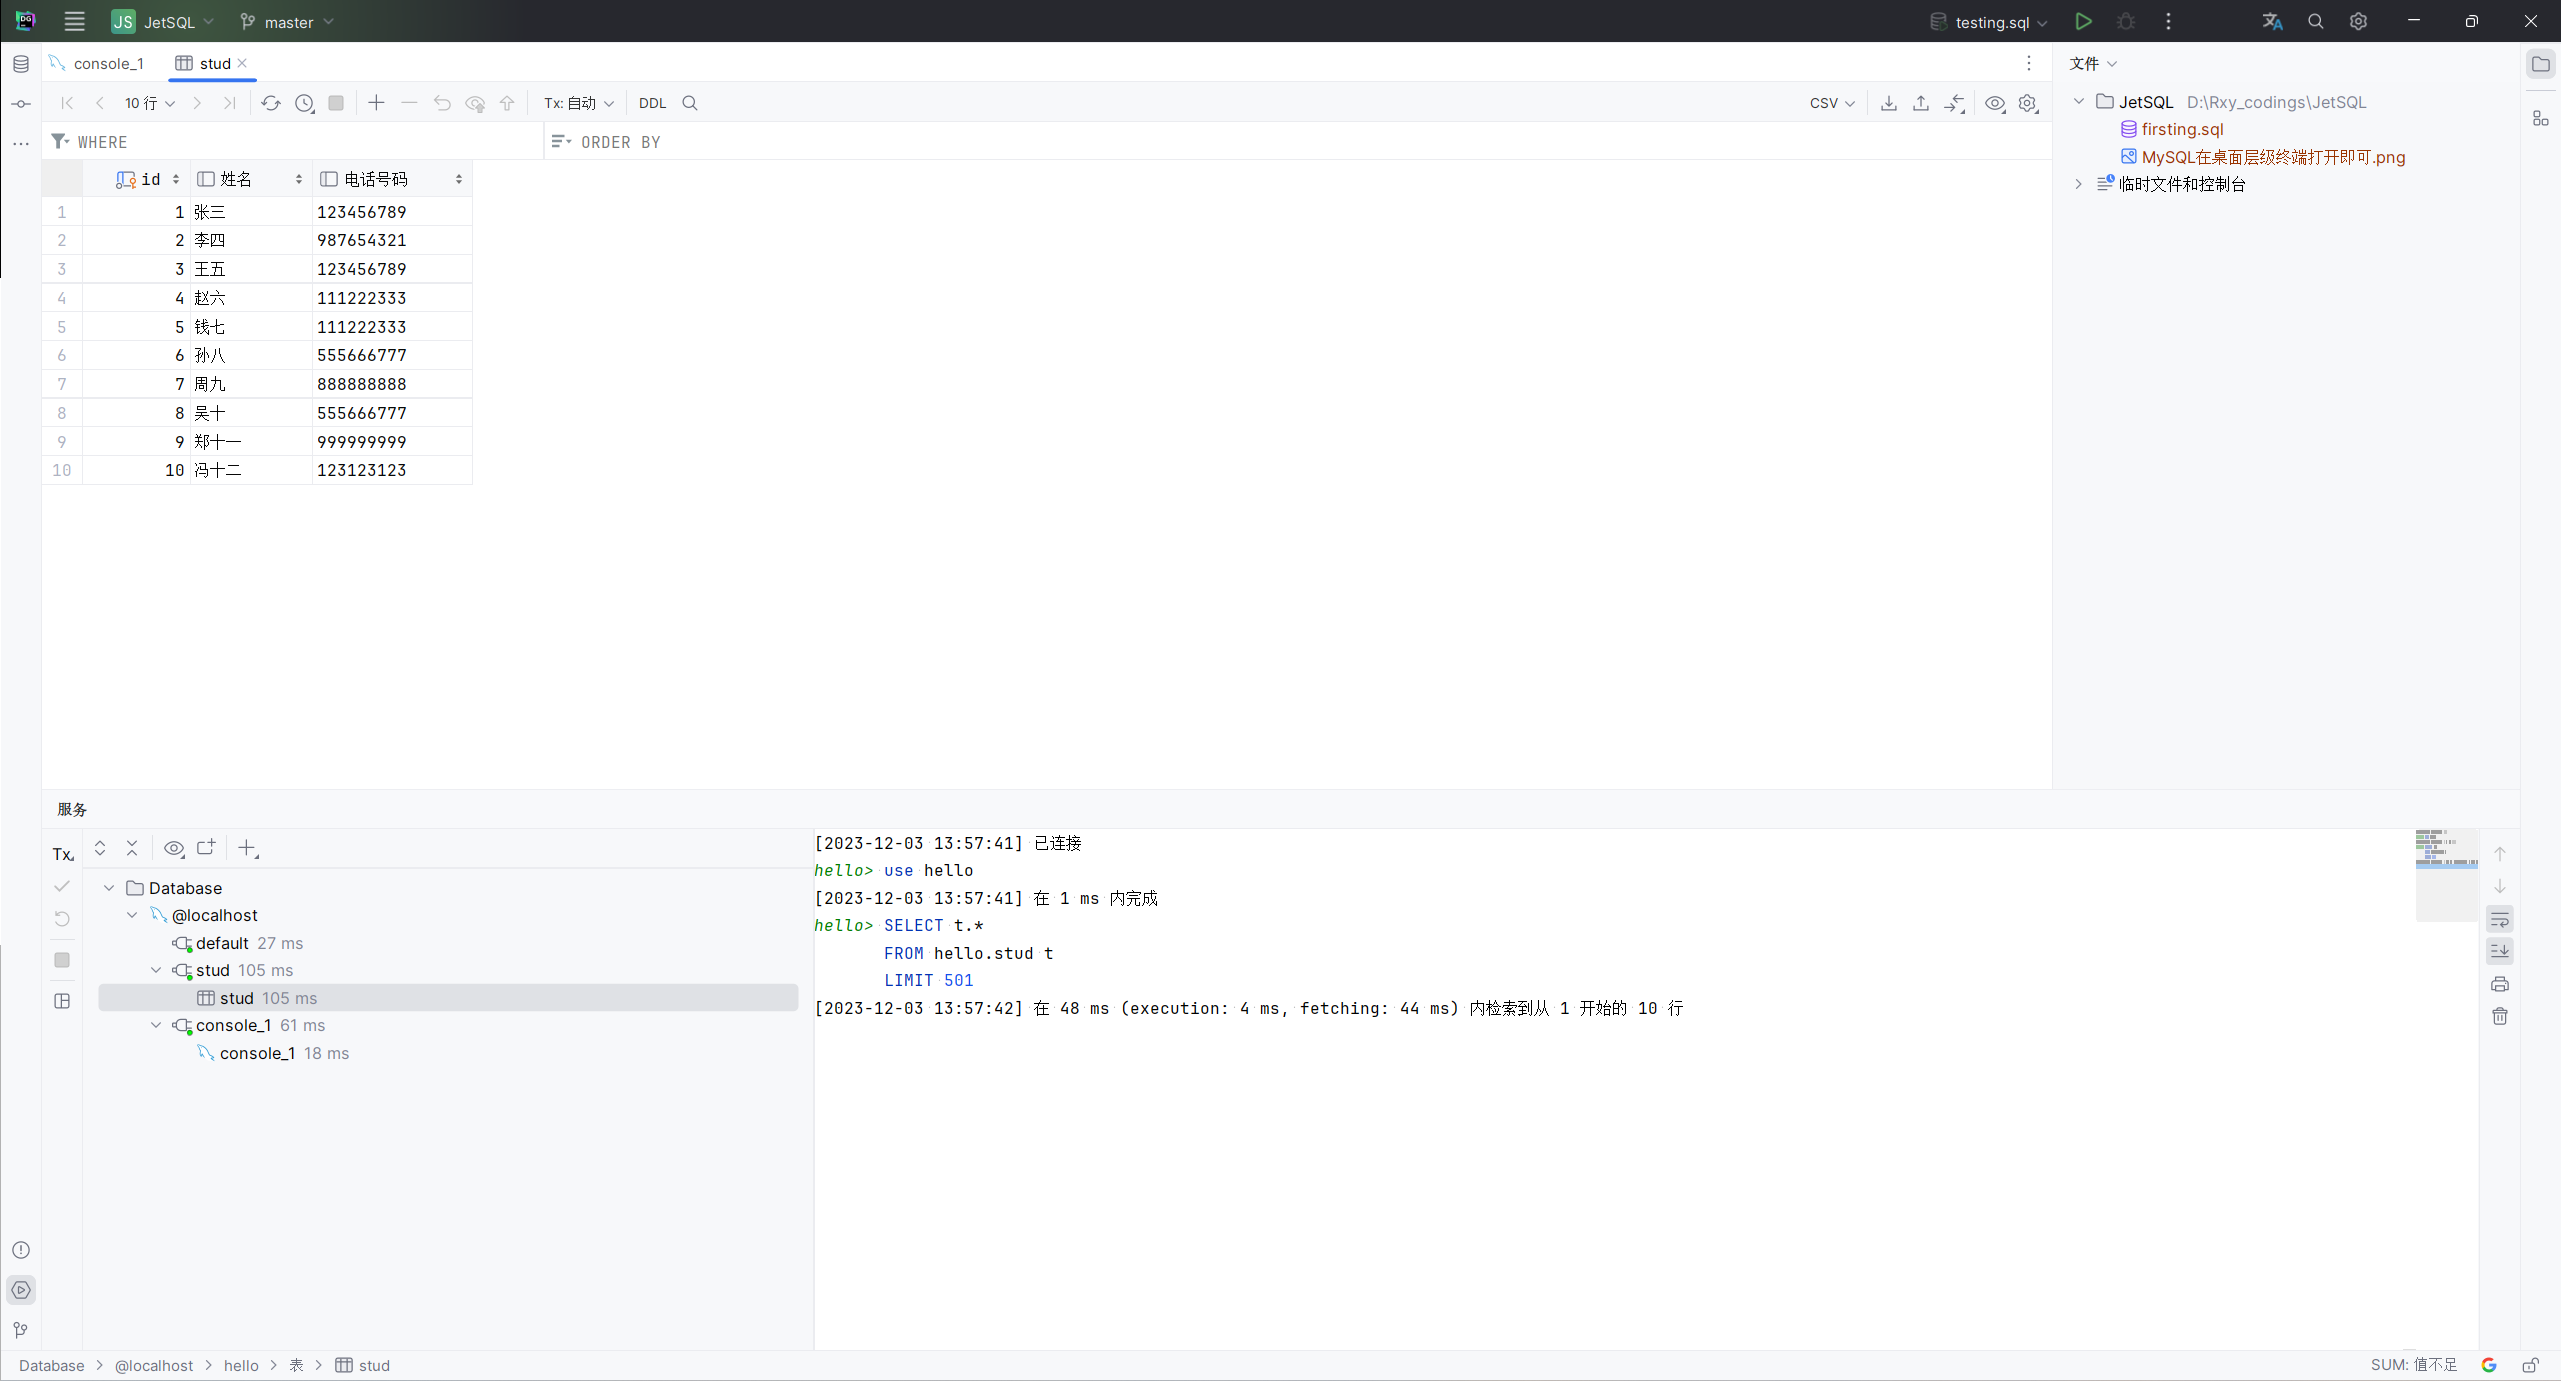 JS JetSQL master testing.sql
console_1 stud 文件
10 行 Tx: 自动 DDL CSV
WHERE ORDER BY
id 姓名 电话号码
1 1 张三 123456789
2 2 李四 987654321
3 3 王五 123456789
4 4 赵六 111222333
5 5 钱七 111222333
6 6 孙八 555666777
7 7 周九 888888888
8 8 吴十 555666777
9 9 郑十一 999999999
10 10 冯十二 123123123
JetSQL D:\Rxy_codings\JetSQL
firsting.sql
MySQL在桌面层级终端打开即可.png
临时文件和控制台
服务
Tx
Database
@localhost
default 27 ms
stud 105 ms
stud 105 ms
console_1 61 ms
console_1 18 ms
[2023-12-03 13:57:41] 已连接
hello> use hello
[2023-12-03 13:57:41] 在 1 ms 内完成
hello> SELECT t.*
FROM hello.stud t
LIMIT 501
[2023-12-03 13:57:42] 在 48 ms (execution: 4 ms, fetching: 44 ms) 内检索到从 1 开始的 10 行
Database > @localhost > hello > 表 > stud
SUM: 值不足